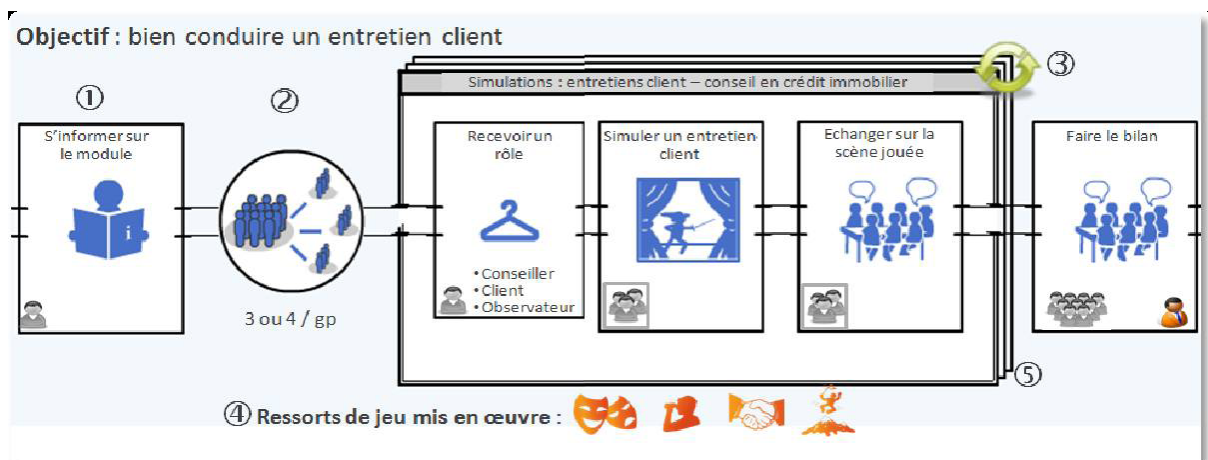 Objectif : bien conduire un entretien client
①
②
③
Simulations : entretiens client – conseil en crédit immobilier
S'informer sur
le module
i
3 ou 4 / gp
Recevoir un
rôle
• Conseiller
• Client
• Observateur
Simuler un entretien
client
Echanger sur la
scène jouée
Faire le bilan
⑤
④ Ressorts de jeu mis en œuvre :